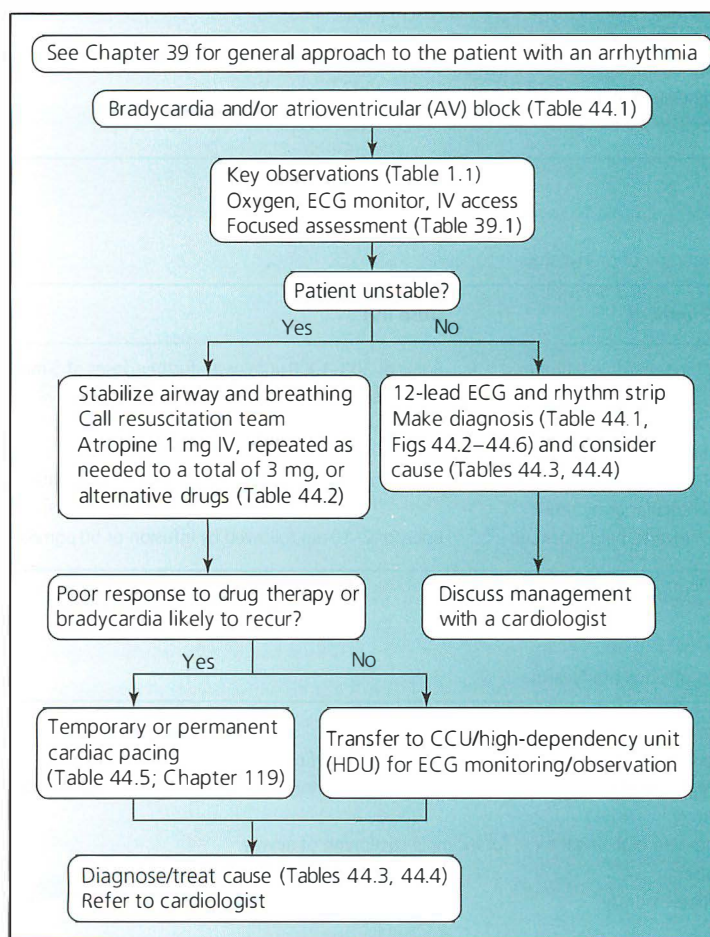 See Chapter 39 for general approach to the patient with an arrhythmia
Bradycardia and/or atrioventricular (AV) block (Table 44.1)
Key observations (Table 1.1)
Oxygen, ECG monitor, IV access
Focused assessment (Table 39.1)
Patient unstable?
Yes
No
Stabilize airway and breathing
Call resuscitation team
Atropine 1 mg IV, repeated as
needed to a total of 3 mg, or
alternative drugs (Table 44.2)
12-lead ECG and rhythm strip
Make diagnosis (Table 44.1,
Figs 44.2–44.6) and consider
cause (Tables 44.3, 44.4)
Poor response to drug therapy or
bradycardia likely to recur?
Discuss management
with a cardiologist
Yes
No
Temporary or permanent
cardiac pacing
(Table 44.5; Chapter 119)
Transfer to CCU/high-dependency unit
(HDU) for ECG monitoring/observation
Diagnose/treat cause (Tables 44.3, 44.4)
Refer to cardiologist